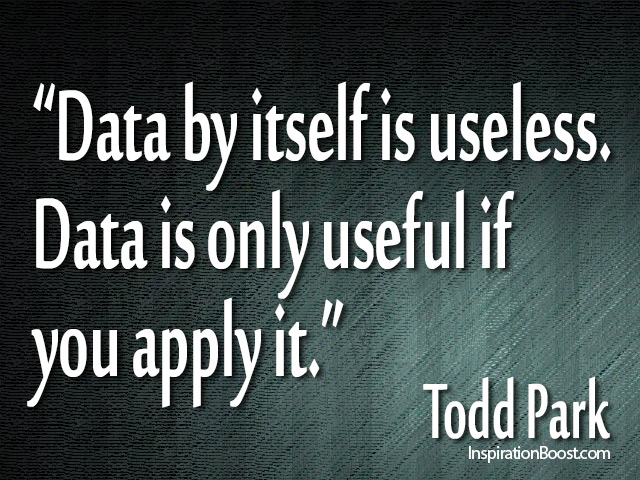 “Data by itself is useless.
Data is only useful if
you apply it.”
Todd Park
InspirationBoost.com